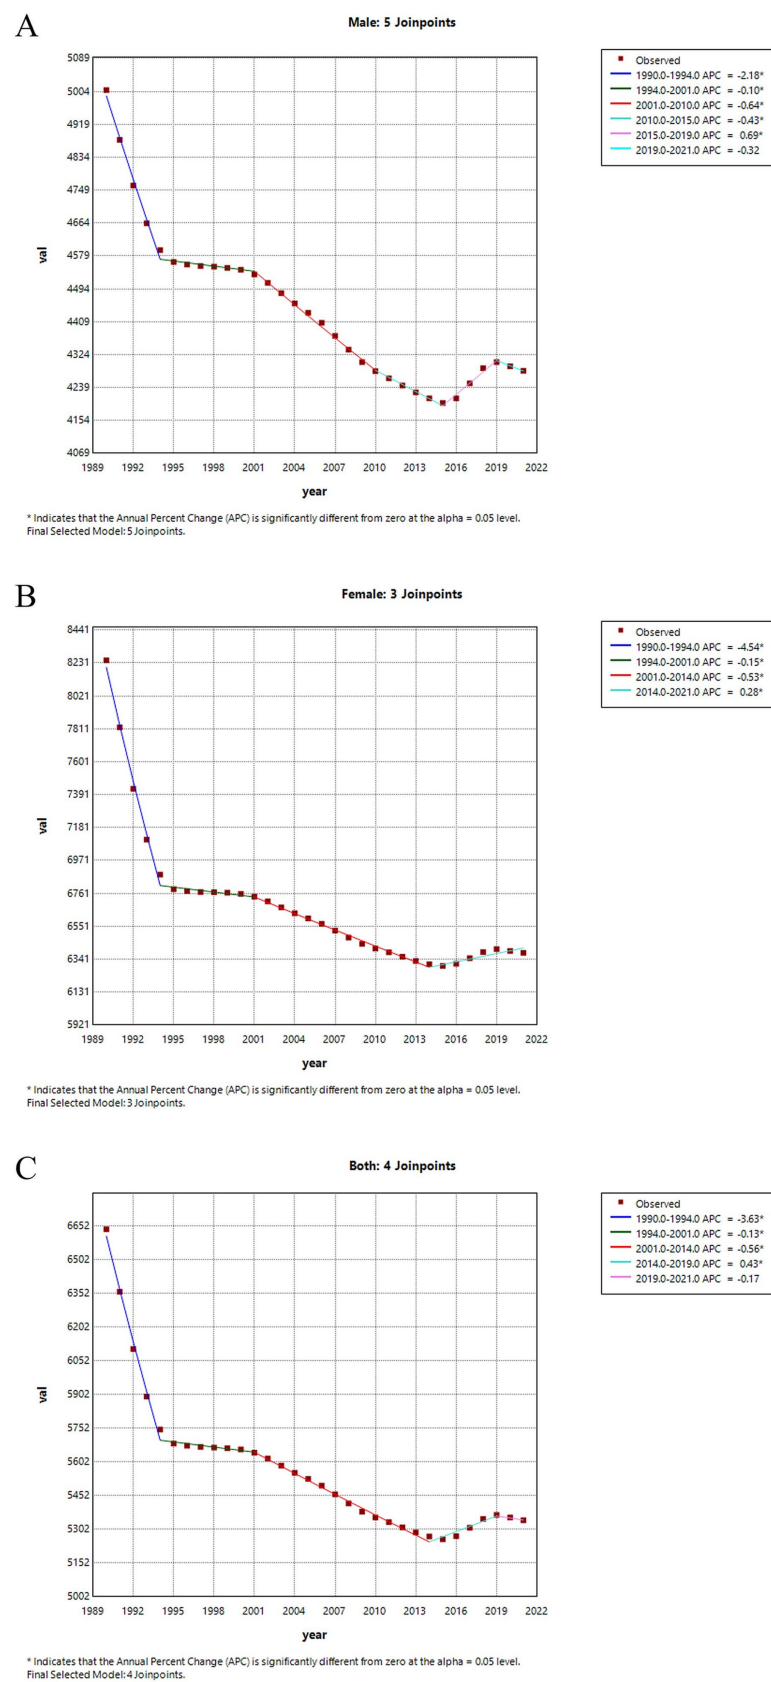 A
Male: 5 Joinpoints
5089
5004
4919
4834
4749
4664
4579
4494
4409
4324
4239
4154
4069
val
1989 1992 1995 1998 2001 2004 2007 2010 2013 2016 2019 2022
year
Observed
1990.0-1994.0 APC = -2.18*
1994.0-2001.0 APC = -0.10*
2001.0-2010.0 APC = -0.64*
2010.0-2015.0 APC = -0.43*
2015.0-2019.0 APC = 0.69*
2019.0-2021.0 APC = -0.32
* Indicates that the Annual Percent Change (APC) is significantly different from zero at the alpha = 0.05 level.
Final Selected Model: 5 Joinpoints.
B
Female: 3 Joinpoints
8441
8231
8021
7811
7601
7391
7181
6971
6761
6551
6341
6131
5921
val
1989 1992 1995 1998 2001 2004 2007 2010 2013 2016 2019 2022
year
Observed
1990.0-1994.0 APC = -4.54*
1994.0-2001.0 APC = -0.15*
2001.0-2014.0 APC = -0.53*
2014.0-2021.0 APC = 0.28*
* Indicates that the Annual Percent Change (APC) is significantly different from zero at the alpha = 0.05 level.
Final Selected Model: 3 Joinpoints.
C
Both: 4 Joinpoints
6652
6502
6352
6202
6052
5902
5752
5602
5452
5302
5152
5002
val
1989 1992 1995 1998 2001 2004 2007 2010 2013 2016 2019 2022
year
Observed
1990.0-1994.0 APC = -3.63*
1994.0-2001.0 APC = -0.13*
2001.0-2014.0 APC = -0.56*
2014.0-2019.0 APC = 0.43*
2019.0-2021.0 APC = -0.17
* Indicates that the Annual Percent Change (APC) is significantly different from zero at the alpha = 0.05 level.
Final Selected Model: 4 Joinpoints.